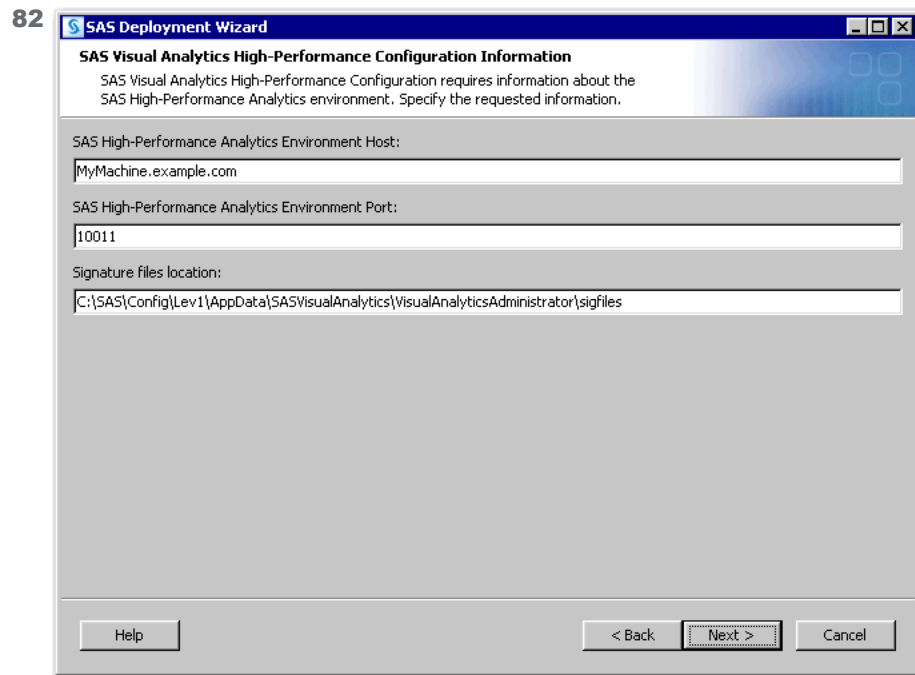 82
SAS Deployment Wizard
SAS Visual Analytics High-Performance Configuration Information
SAS Visual Analytics High-Performance Configuration requires information about the
SAS High-Performance Analytics environment. Specify the requested information.
SAS High-Performance Analytics Environment Host:
MyMachine.example.com
SAS High-Performance Analytics Environment Port:
10011
Signature files location:
C:\SAS\Config\Lev1\AppData\SASVisualAnalytics\VisualAnalyticsAdministrator\sigfiles
Help
< Back
Next >
Cancel